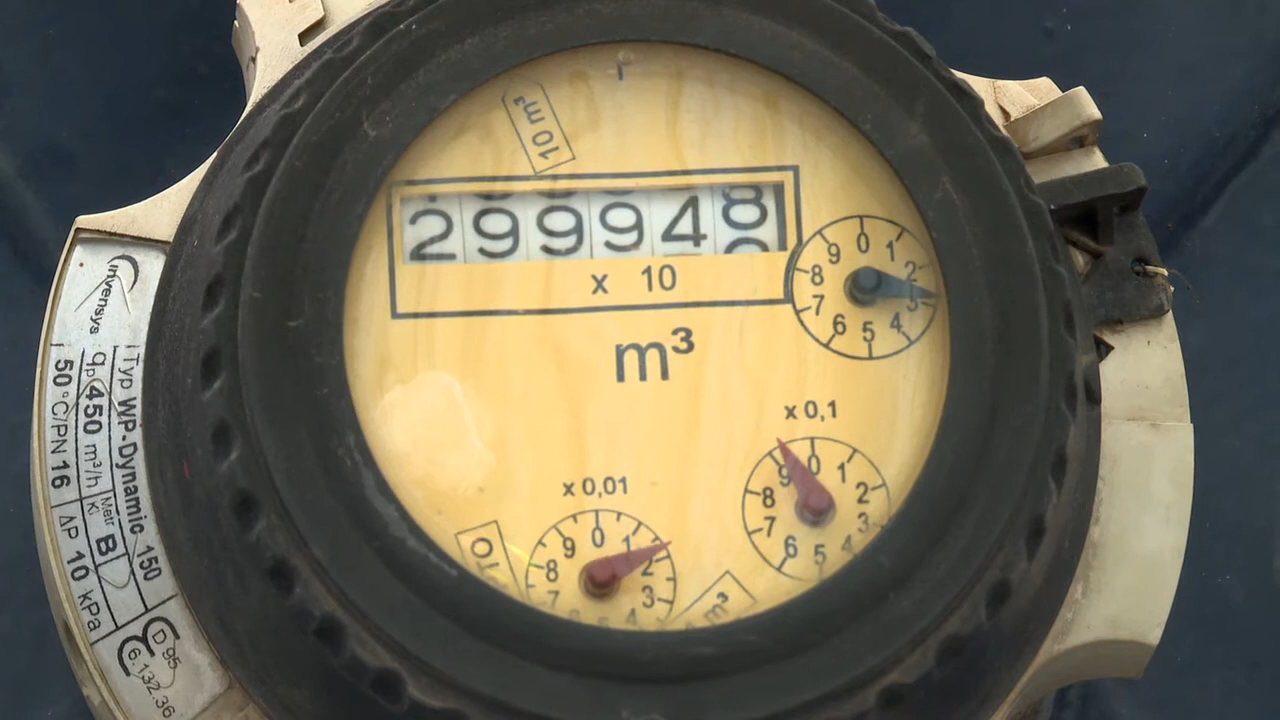 10 m³
299948
x 10
m³
0 1 2 3 4 5 6 7 8 9
x 0,1
0 1 2 3 4 5 6 7 8 9
x 0,01
0 1 2 3 4 7 8 9
m³
invensys
Typ WP-Dynamic 150
qp 450 m³/h Metr Kl B
50°C/PN 16 ΔP 10 kPa
D 95
6.132.36